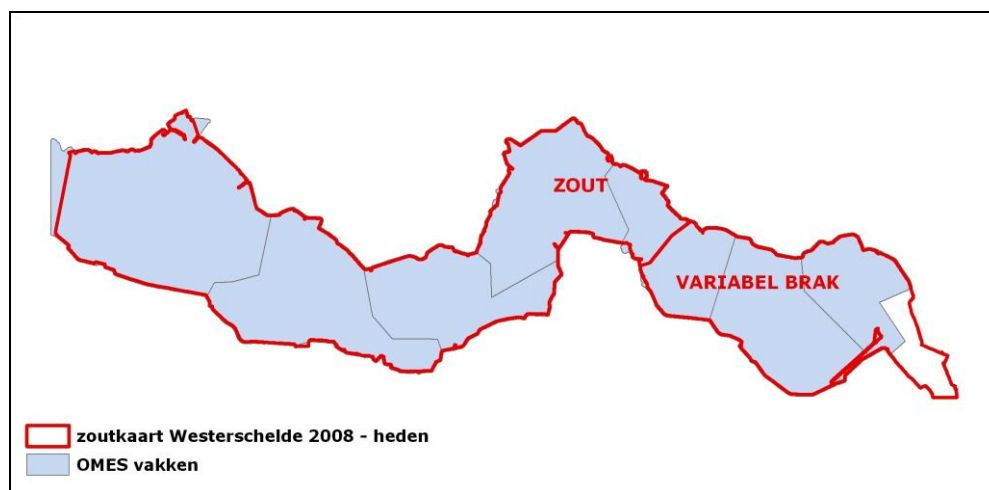 ZOUT
VARIABEL BRAK
zoutkaart Westerschelde 2008 - heden
OMES vakken